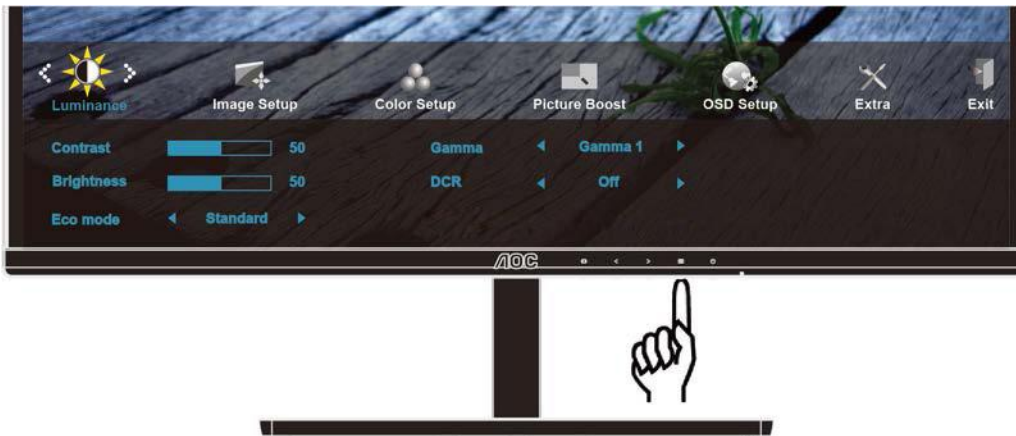 Luminance Image Setup Color Setup Picture Boost OSD Setup Extra Exit
Contrast 50 Gamma Gamma 1
Brightness 50 DCR Off
Eco mode Standard
AOC